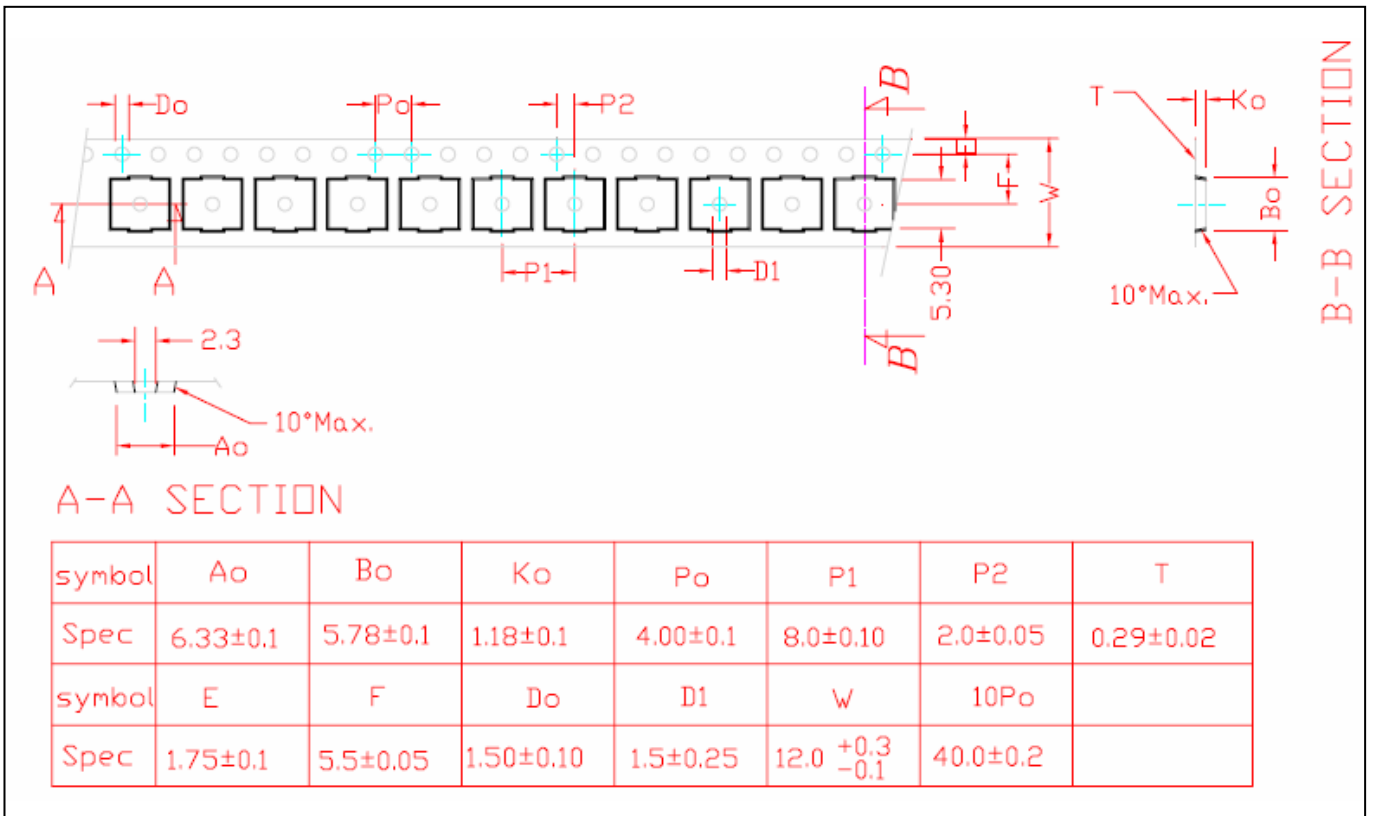 B
Do
Po
P2
T
Ko
E
F
W
Bo
A
A
P1
D1
5.30
10°Max.
B
B-B SECTION
2.3
10°Max.
Ao
A-A SECTION
symbol Ao Bo Ko Po P1 P2 T
Spec 6.33±0.1 5.78±0.1 1.18±0.1 4.00±0.1 8.0±0.10 2.0±0.05 0.29±0.02
symbol E F Do D1 W 10Po
Spec 1.75±0.1 5.5±0.05 1.50±0.10 1.5±0.25 12.0 +0.3 -0.1 40.0±0.2